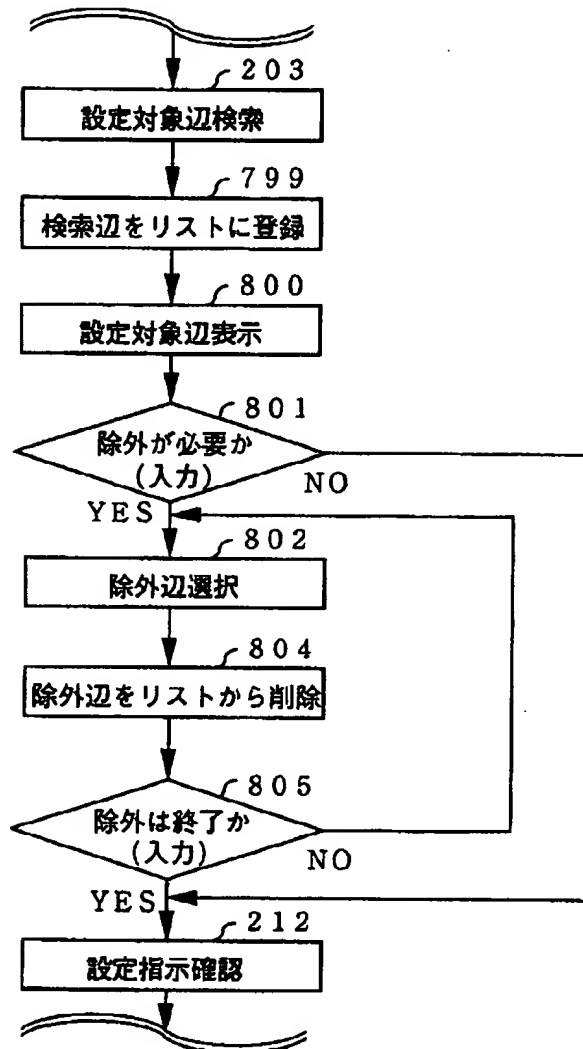 203
設定対象辺検索
799
検索辺をリストに登録
800
設定対象辺表示
801
除外が必要か
(入力)
NO
YES
802
除外辺選択
804
除外辺をリストから削除
805
除外は終了か
(入力)
NO
YES
212
設定指示確認